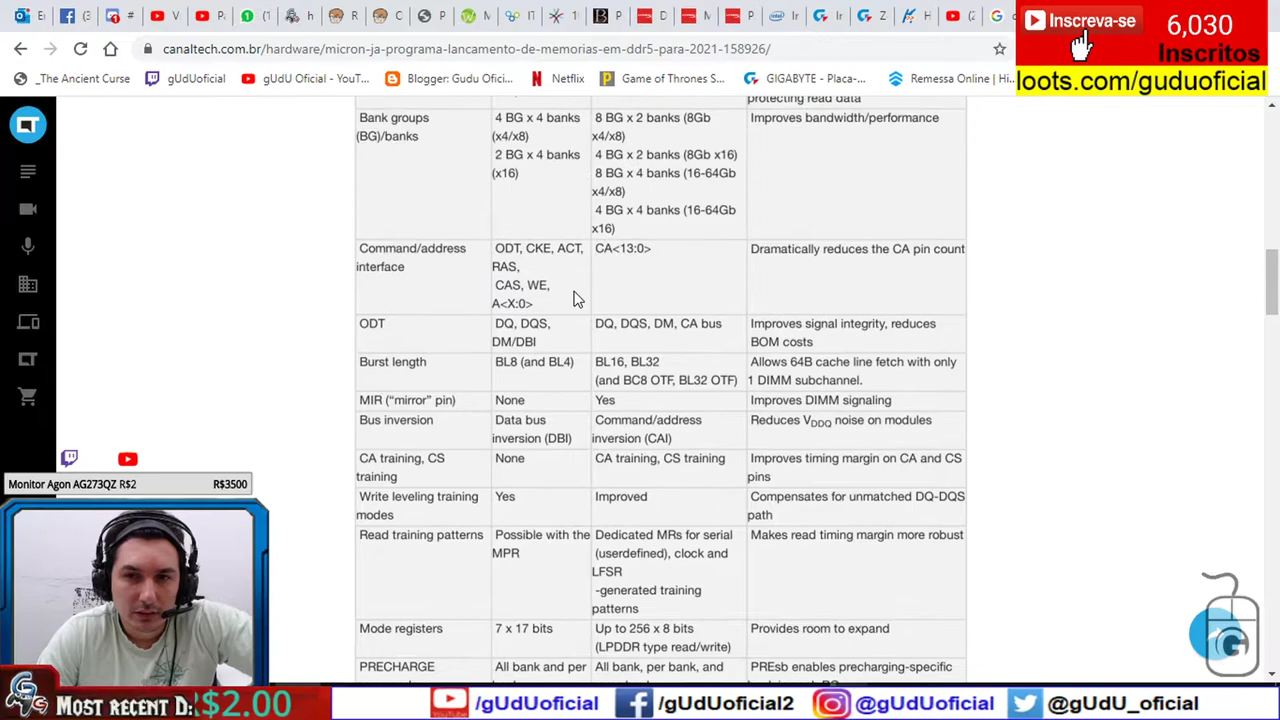 F
#
V
P
T
W
1
h
R
C
P
M
IT
In
B
D
M
P
Ir
Z
H
(2
G
canaltech.com.br/hardware/micron-ja-programa-lancamento-de-memorias-em-ddr5-para-2021-158926/
_The Ancient Curse
gUdUoficial
gUdU Oficial - YouT...
Blogger: Gudu Ofici...
Netflix
Game of Thrones S...
GIGABYTE - Placa-...
Remessa Online | H...
Inscreva-se
6,030
Inscritos
loots.com/guduoficial
protecting read data
Bank groups
(BG)/banks
4 BG x 4 banks
(x4/x8)
2 BG x 4 banks
(x16)
8 BG x 2 banks (8Gb
x4/x8)
4 BG x 2 banks (8Gb x16)
8 BG x 4 banks (16-64Gb
x4/x8)
4 BG x 4 banks (16-64Gb
x16)
Improves bandwidth/performance
Command/address
interface
ODT, CKE, ACT,
RAS,
CAS, WE,
A<X:0>
CA<13:0>
Dramatically reduces the CA pin count
ODT
DQ, DQS,
DM/DBI
DQ, DQS, DM, CA bus
Improves signal integrity, reduces
BOM costs
Burst length
BL8 (and BL4)
BL16, BL32
(and BC8 OTF, BL32 OTF)
Allows 64B cache line fetch with only
1 DIMM subchannel.
MIR (“mirror” pin)
None
Yes
Improves DIMM signaling
Bus inversion
Data bus
inversion (DBI)
Command/address
inversion (CAI)
Reduces VDDQ noise on modules
CA training, CS
training
None
CA training, CS training
Improves timing margin on CA and CS
pins
Write leveling training
modes
Yes
Improved
Compensates for unmatched DQ-DQS
path
Read training patterns
Possible with the
MPR
Dedicated MRs for serial
(userdefined), clock and
LFSR
-generated training
patterns
Makes read timing margin more robust
Mode registers
7 x 17 bits
Up to 256 x 8 bits
(LPDDR type read/write)
Provides room to expand
PRECHARGE
All bank and per
All bank, per bank, and
PREsb enables precharging-specific
Monitor Agon AG273QZ R$2
R$3500
G
MOST RECENT D: $2.00
/gUdUoficial
/gUdUoficial2
@gUdUoficial
@gUdU_oficial